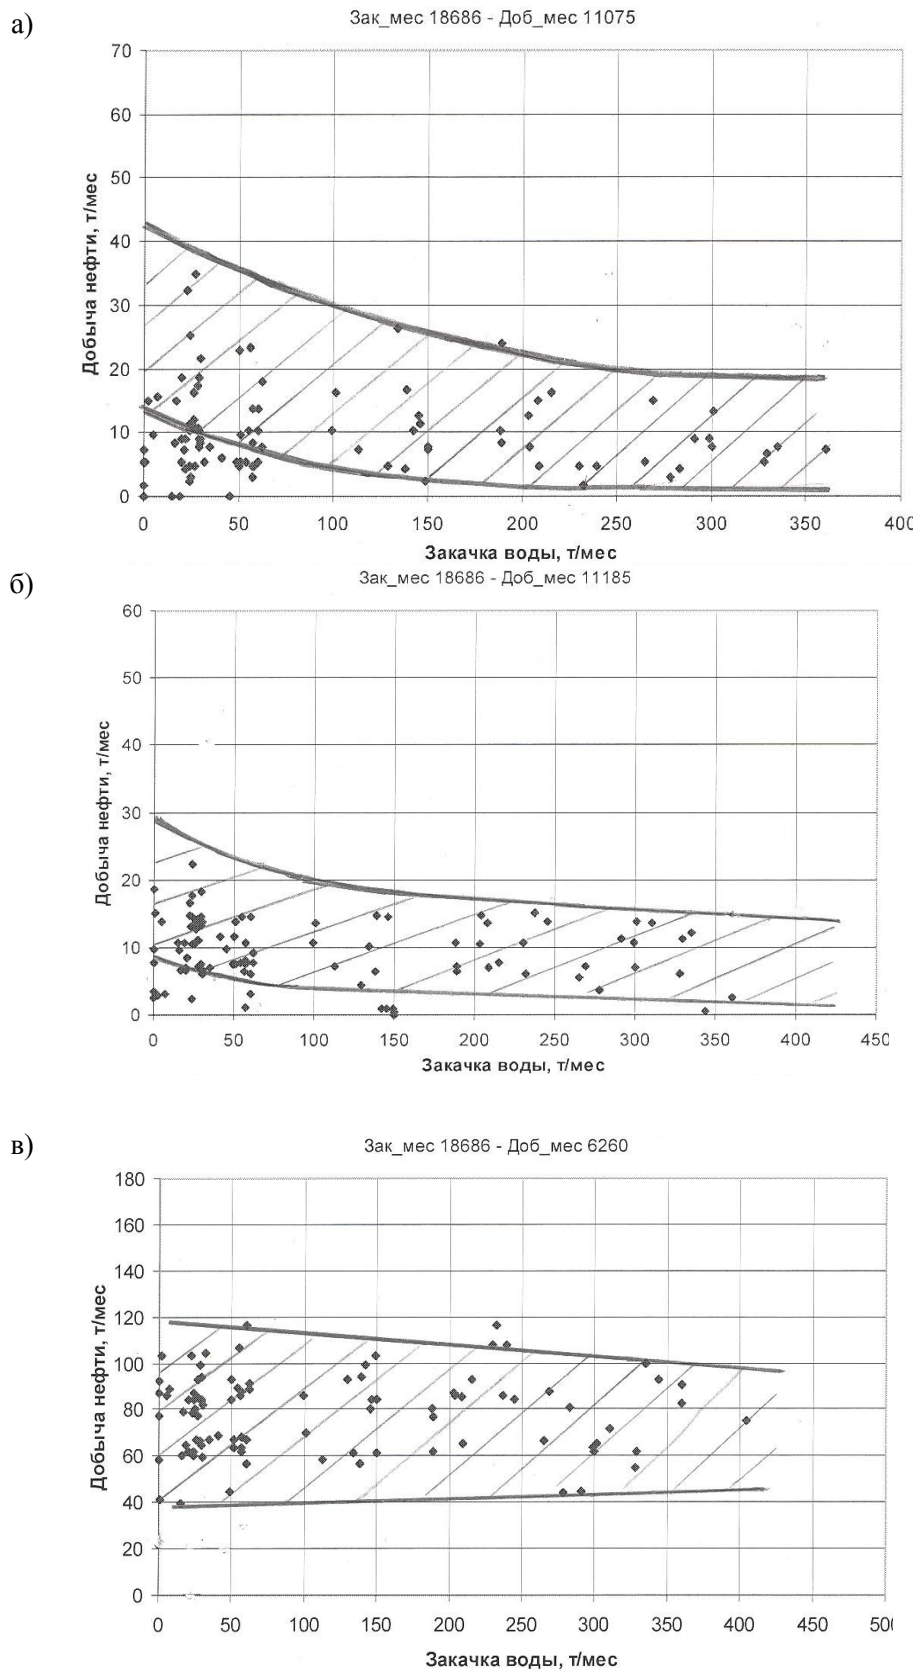 а)
Зак_мес 18686 - Доб_мес 11075
Добыча нефти, т/мес
70
60
50
40
30
20
10
0
0 50 100 150 200 250 300 350 400
Закачка воды, т/мес
б)
Зак_мес 18686 - Доб_мес 11185
Добыча нефти, т/мес
60
50
40
30
20
10
0
0 50 100 150 200 250 300 350 400 450
Закачка воды, т/мес
в)
Зак_мес 18686 - Доб_мес 6260
Добыча нефти, т/мес
180
160
140
120
100
80
60
40
20
0
0 50 100 150 200 250 300 350 400 450 500
Закачка воды, т/мес